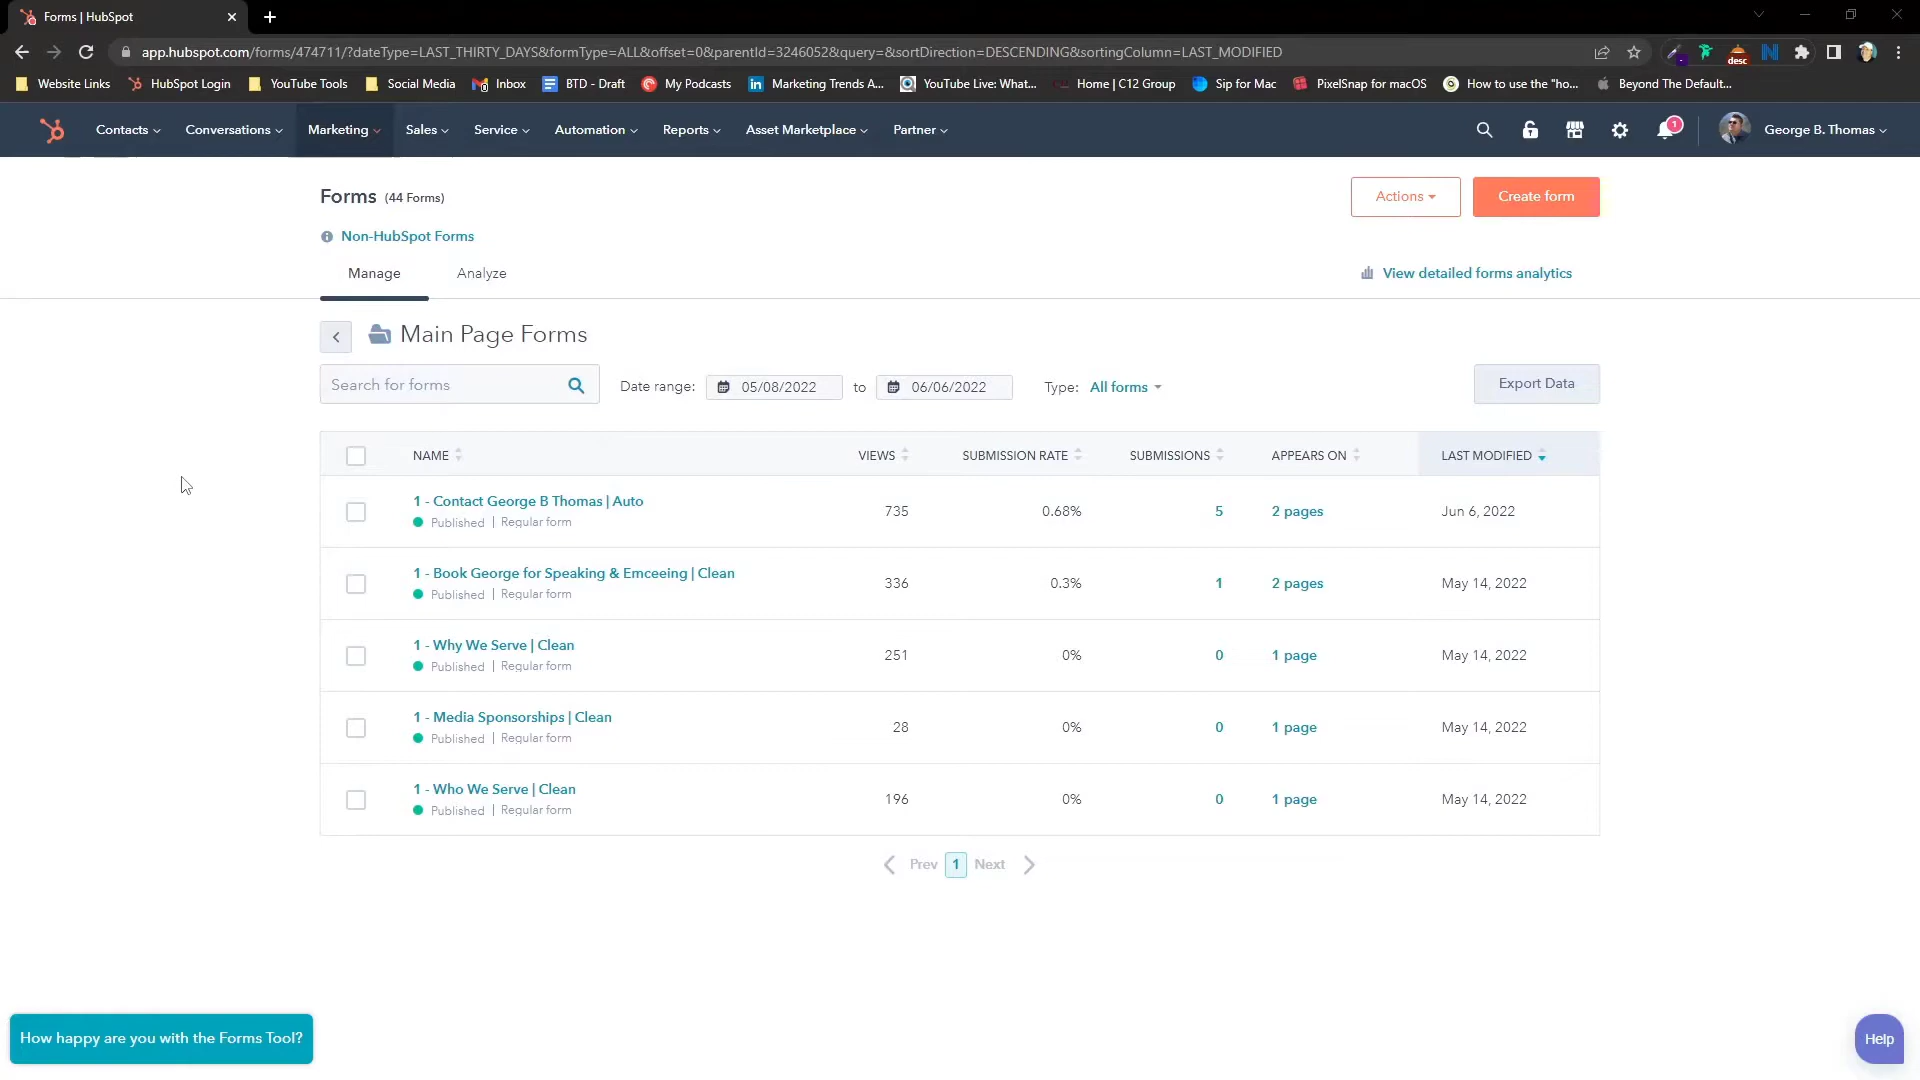 Forms | HubSpot
app.hubspot.com/forms/474711/?dateType=LAST_THIRTY_DAYS&formType=ALL&offset=0&parentId=3246052&query=&sortDirection=DESCENDING&sortingColumn=LAST_MODIFIED
desc
Website Links HubSpot Login YouTube Tools Social Media Inbox BTD - Draft My Podcasts Marketing Trends A... YouTube Live: What... Home | C12 Group Sip for Mac PixelSnap for macOS How to use the "ho... Beyond The Default...
Contacts Conversations Marketing Sales Service Automation Reports Asset Marketplace Partner 1 George B. Thomas
Forms (44 Forms) Actions Create form
Non-HubSpot Forms
Manage Analyze View detailed forms analytics
Main Page Forms
Search for forms Date range: 05/08/2022 to 06/06/2022 Type: All forms Export Data
NAME VIEWS SUBMISSION RATE SUBMISSIONS APPEARS ON LAST MODIFIED
1 - Contact George B Thomas | Auto 735 0.68% 5 2 pages Jun 6, 2022
Published | Regular form
1 - Book George for Speaking & Emceeing | Clean 336 0.3% 1 2 pages May 14, 2022
Published | Regular form
1 - Why We Serve | Clean 251 0% 0 1 page May 14, 2022
Published | Regular form
1 - Media Sponsorships | Clean 28 0% 0 1 page May 14, 2022
Published | Regular form
1 - Who We Serve | Clean 196 0% 0 1 page May 14, 2022
Published | Regular form
Prev 1 Next
How happy are you with the Forms Tool? Help